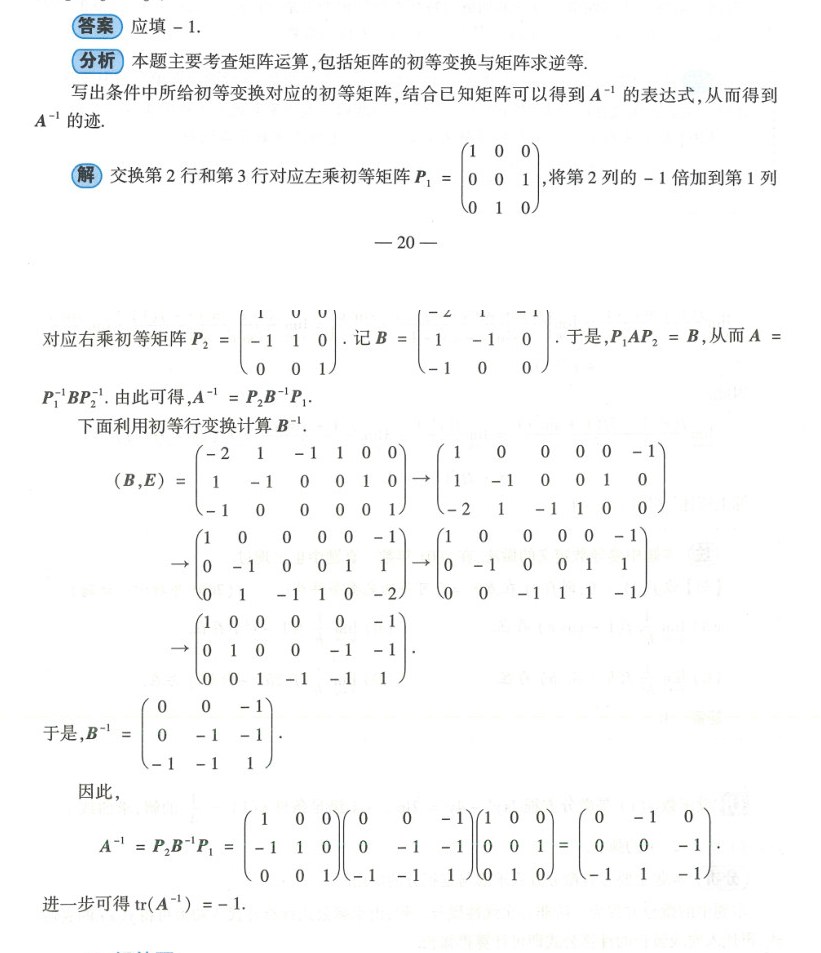 答案 应填 -1.
分析 本题主要考查矩阵运算,包括矩阵的初等变换与矩阵求逆等.
写出条件中所给初等变换对应的初等矩阵,结合已知矩阵可以得到 A⁻¹ 的表达式,从而得到
A⁻¹ 的迹.
解 交换第 2 行和第 3 行对应左乘初等矩阵 P₁ = (1 0 0; 0 0 1; 0 1 0),将第 2 列的 -1 倍加到第 1 列
— 20 —
对应右乘初等矩阵 P₂ = (1 0 0; -1 1 0; 0 0 1). 记 B = (-2 1 -1; 1 -1 0; -1 0 0). 于是,P₁AP₂ = B,从而 A =
P₁⁻¹BP₂⁻¹. 由此可得,A⁻¹ = P₂B⁻¹P₁.
下面利用初等行变换计算 B⁻¹.
(B,E) = (-2 1 -1 1 0 0; 1 -1 0 0 1 0; -1 0 0 0 0 1) → (1 0 0 0 0 -1; 1 -1 0 0 1 0; -2 1 -1 1 0 0)
→ (1 0 0 0 0 -1; 0 -1 0 0 1 1; 0 1 -1 1 0 -2) → (1 0 0 0 0 -1; 0 -1 0 0 1 1; 0 0 -1 1 1 -1)
→ (1 0 0 0 0 -1; 0 1 0 0 -1 -1; 0 0 1 -1 -1 1).
于是,B⁻¹ = (0 0 -1; 0 -1 -1; -1 -1 1).
因此,
A⁻¹ = P₂B⁻¹P₁ = (1 0 0; -1 1 0; 0 0 1)(0 0 -1; 0 -1 -1; -1 -1 1)(1 0 0; 0 0 1; 0 1 0) = (0 -1 0; 0 0 -1; -1 1 -1).
进一步可得 tr(A⁻¹) = -1.